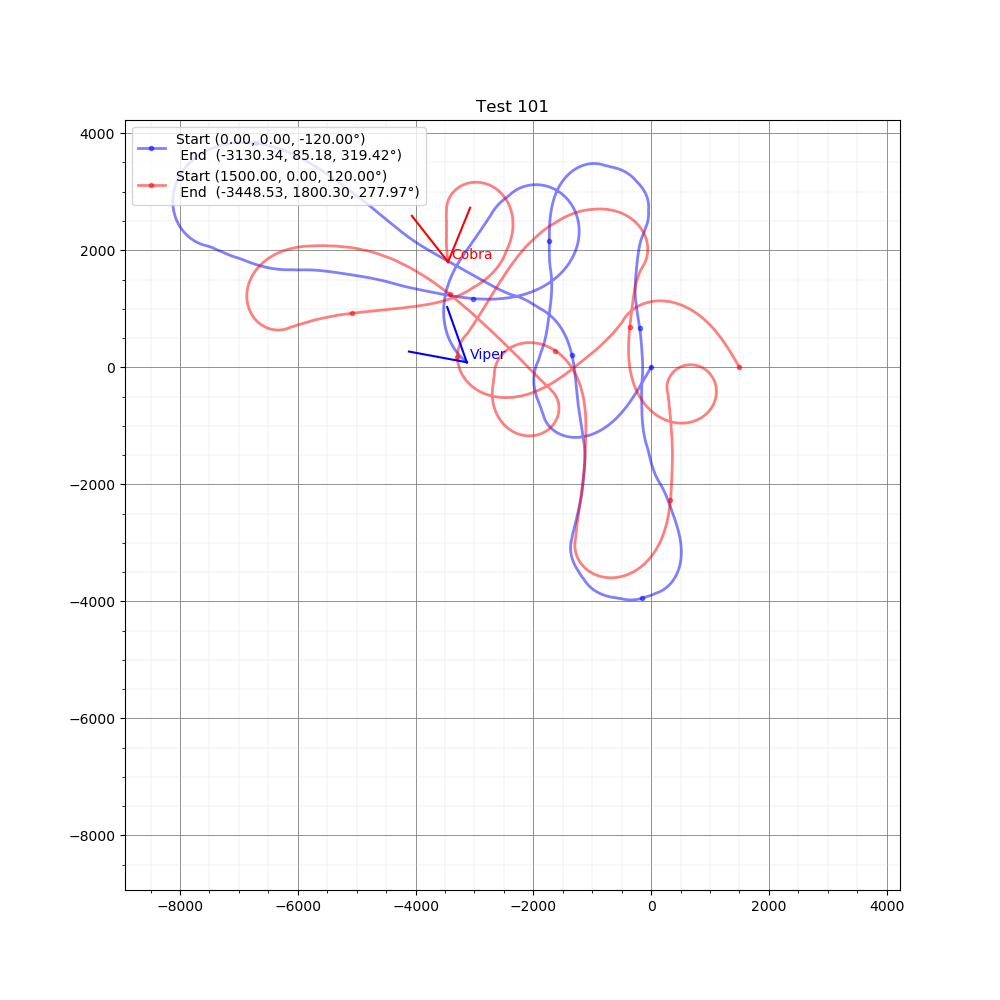 Test 101
Start (0.00, 0.00, -120.00°)
End (-3130.34, 85.18, 319.42°)
Start (1500.00, 0.00, 120.00°)
End (-3448.53, 1800.30, 277.97°)
4000
2000
0
−2000
−4000
−6000
−8000
Cobra
Viper
−8000 −6000 −4000 −2000 0 2000 4000